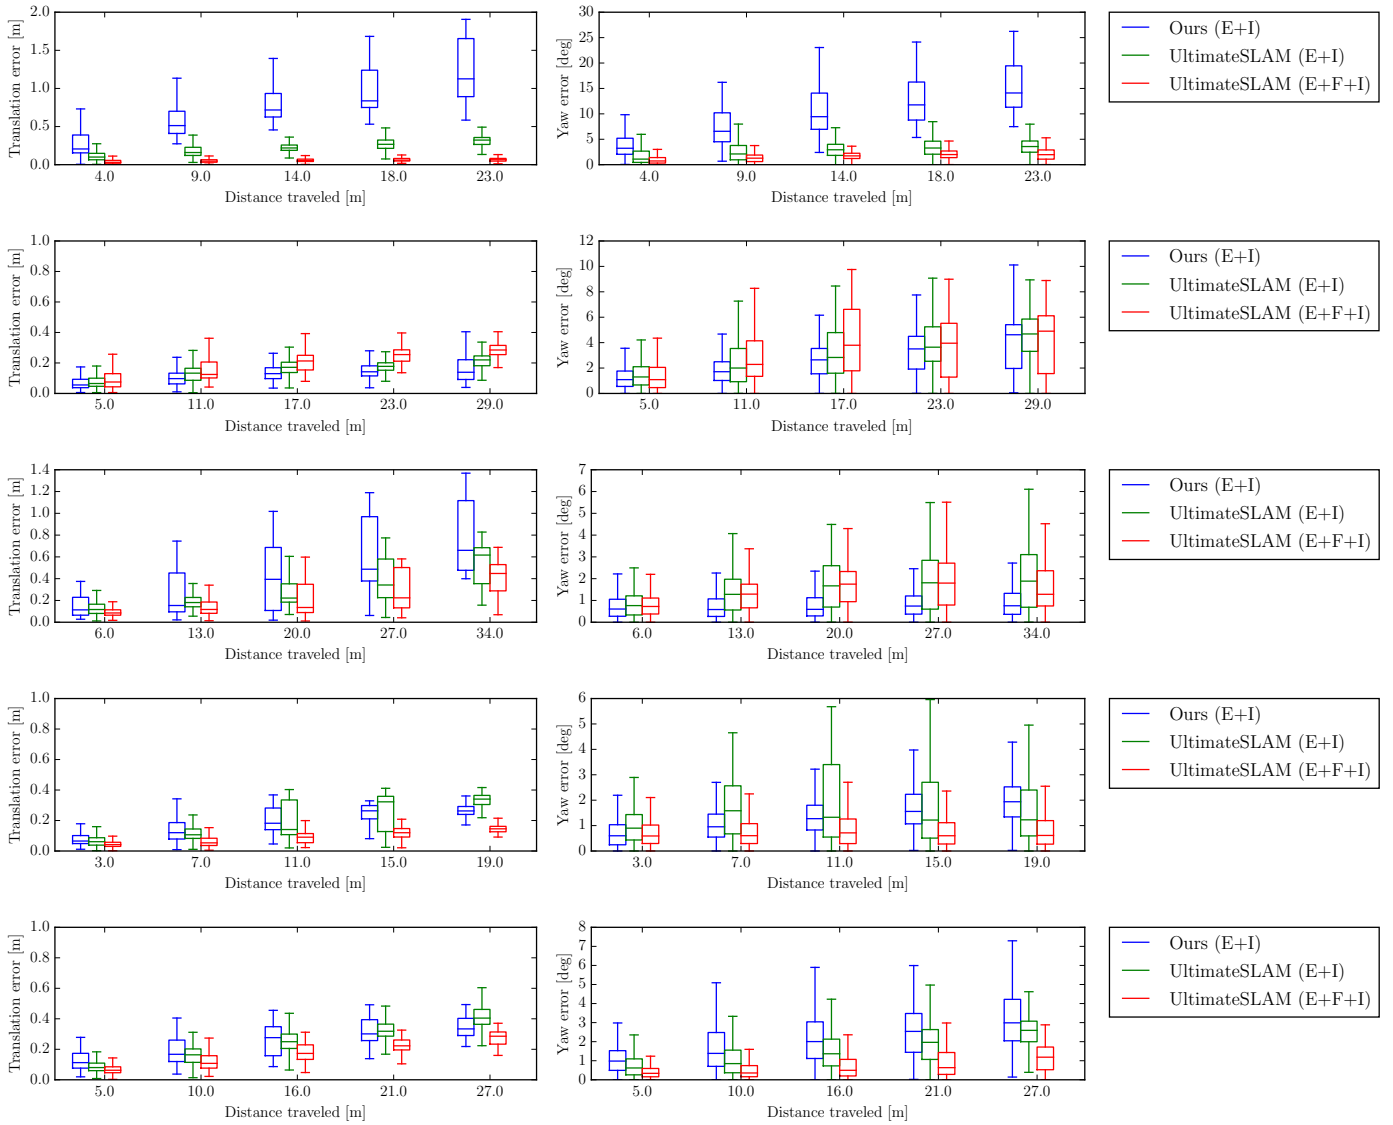 Translation error [m]
2.0
1.5
1.0
0.5
0.0
4.0 9.0 14.0 18.0 23.0
Distance traveled [m]
Yaw error [deg]
30
25
20
15
10
5
0
4.0 9.0 14.0 18.0 23.0
Distance traveled [m]
Ours (E+I)
UltimateSLAM (E+I)
UltimateSLAM (E+F+I)
Translation error [m]
1.0
0.8
0.6
0.4
0.2
0.0
5.0 11.0 17.0 23.0 29.0
Distance traveled [m]
Yaw error [deg]
12
10
8
6
4
2
0
5.0 11.0 17.0 23.0 29.0
Distance traveled [m]
Ours (E+I)
UltimateSLAM (E+I)
UltimateSLAM (E+F+I)
Translation error [m]
1.4
1.2
1.0
0.8
0.6
0.4
0.2
0.0
6.0 13.0 20.0 27.0 34.0
Distance traveled [m]
Yaw error [deg]
7
6
5
4
3
2
1
0
6.0 13.0 20.0 27.0 34.0
Distance traveled [m]
Ours (E+I)
UltimateSLAM (E+I)
UltimateSLAM (E+F+I)
Translation error [m]
1.0
0.8
0.6
0.4
0.2
0.0
3.0 7.0 11.0 15.0 19.0
Distance traveled [m]
Yaw error [deg]
6
5
4
3
2
1
0
3.0 7.0 11.0 15.0 19.0
Distance traveled [m]
Ours (E+I)
UltimateSLAM (E+I)
UltimateSLAM (E+F+I)
Translation error [m]
1.0
0.8
0.6
0.4
0.2
0.0
5.0 10.0 16.0 21.0 27.0
Distance traveled [m]
Yaw error [deg]
8
7
6
5
4
3
2
1
0
5.0 10.0 16.0 21.0 27.0
Distance traveled [m]
Ours (E+I)
UltimateSLAM (E+I)
UltimateSLAM (E+F+I)